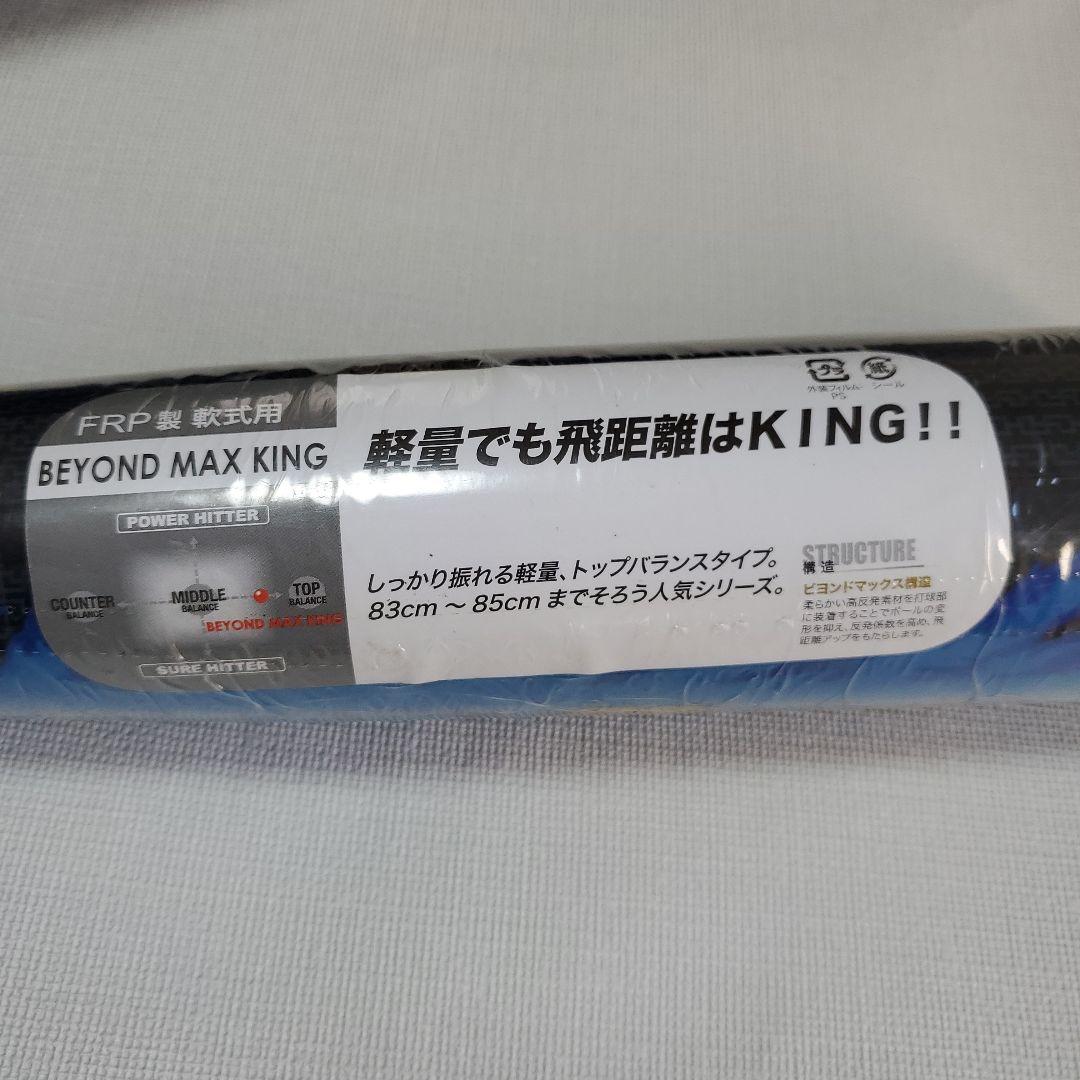 FRP製 軟式用
BEYOND MAX KING
POWER HITTER
COUNTER
BALANCE
MIDDLE
BALANCE
TOP
BALANCE
BEYOND MAX KING
SURE HITTER
軽量でも飛距離はKING!!
しっかり振れる軽量、トップバランスタイプ。
83cm～85cmまでそろう人気シリーズ。
プラ
紙
外装フィルム・シール
PS
STRUCTURE
構造
ビヨンドマックス構造
柔らかい高反発素材を打球部
に装着することでボールの変
形を抑え、反発係数を高め、飛
距離アップをもたらします。